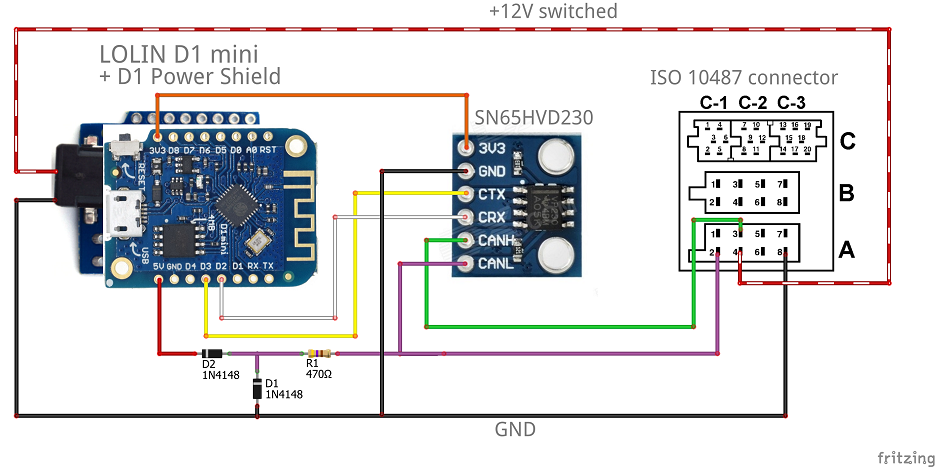 +12V switched
LOLIN D1 mini
+ D1 Power Shield
ISO 10487 connector
C-1 C-2 C-3
SN65HVD230
3V3 D8 D7 D6 D5 D0 A0 RST
RESET
D1mini
USB
5V GND D4 D3 D2 D1 RX TX
3V3
GND
CTX
CRX
CANH
CANL
1 4 7 10 13 16 19
3 6 9 12 15 18
2 5 8 11 14 17 20
C
1 3 5 7
2 4 6 8
B
1 3 5 7
2 4 6 8
A
D2
1N4148
R1
470Ω
D1
1N4148
GND
fritzing